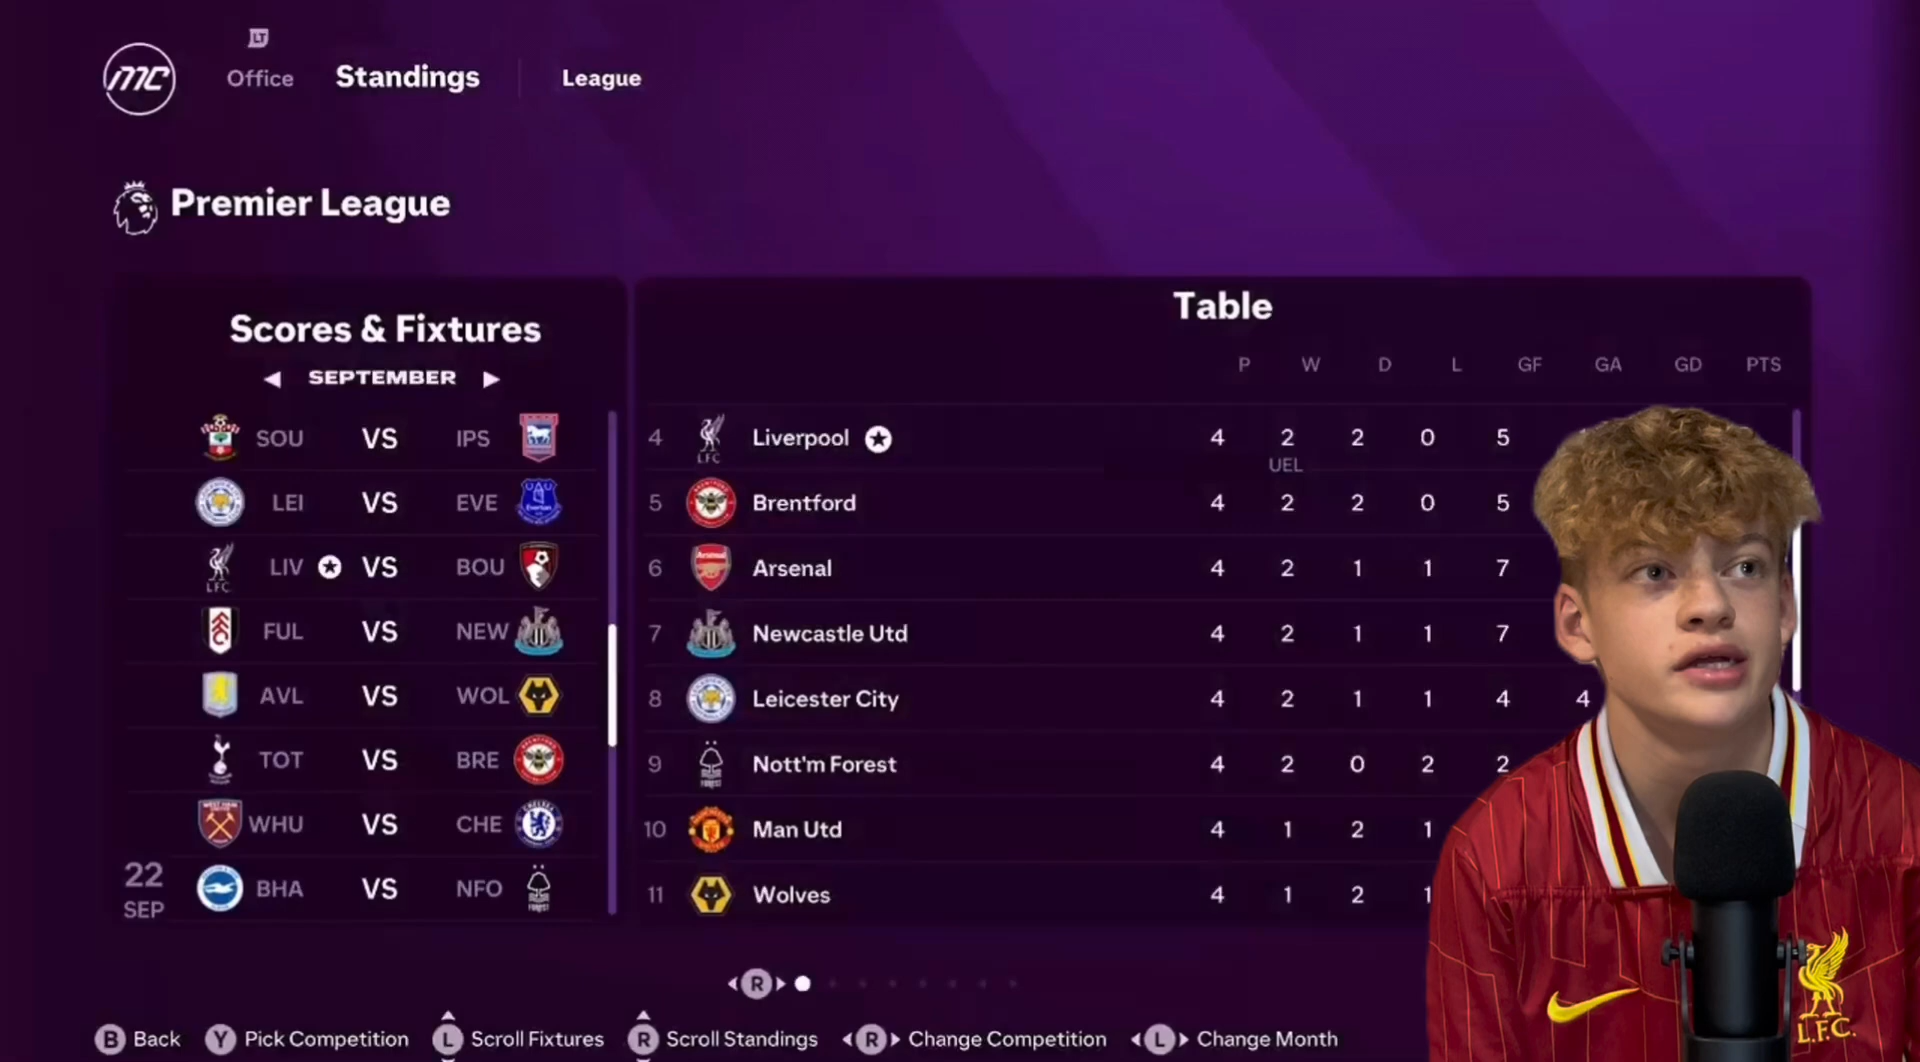 LT
MC Office Standings League
Premier League
Scores & Fixtures
SEPTEMBER
SOU VS IPS
LEI VS EVE
LIV VS BOU
FUL VS NEW
AVL VS WOL
TOT VS BRE
WHU VS CHE
22 SEP BHA VS NFO
Table
P W D L GF GA GD PTS
4 LFC Liverpool 4 2 2 0 5
UEL
5 Brentford 4 2 2 0 5
6 Arsenal 4 2 1 1 7
7 Newcastle Utd 4 2 1 1 7
8 Leicester City 4 2 1 1 4 4
9 Nott'm Forest 4 2 0 2 2
10 Man Utd 4 1 2 1
11 Wolves 4 1 2 1
R
B Back Y Pick Competition L Scroll Fixtures R Scroll Standings R Change Competition L Change Month
L.F.C.